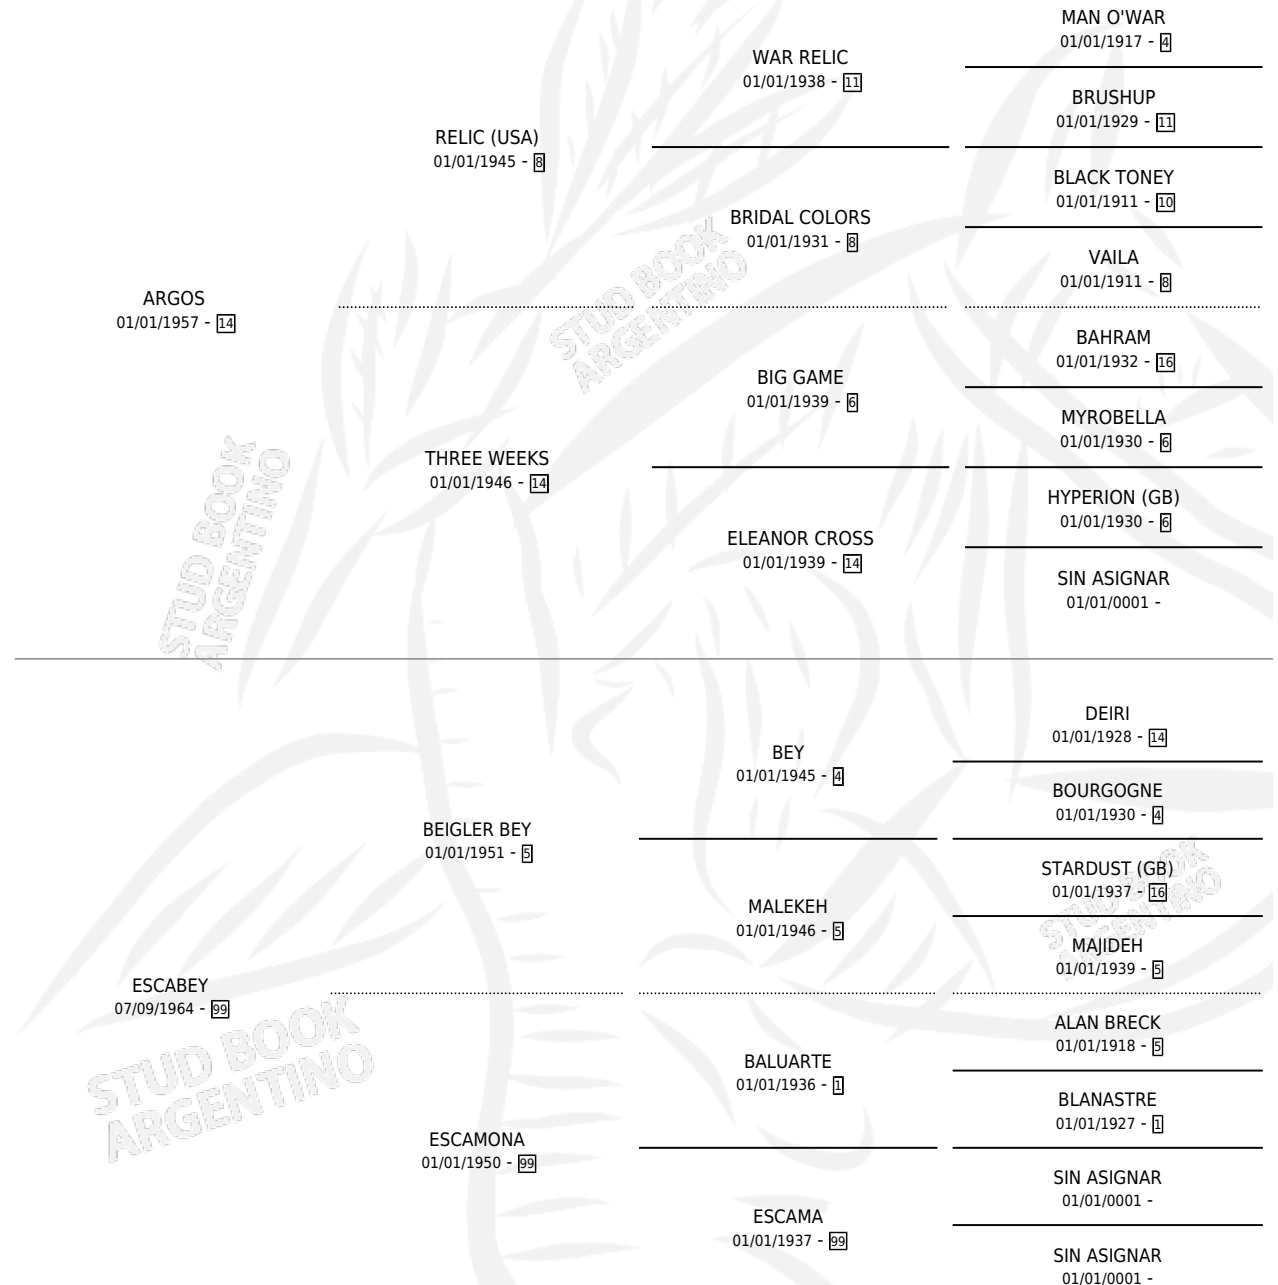 MAN O'WAR
01/01/1917 - 4
WAR RELIC
01/01/1938 - 11
BRUSHUP
01/01/1929 - 11
RELIC (USA)
01/01/1945 - 8
BLACK TONEY
01/01/1911 - 10
BRIDAL COLORS
01/01/1931 - 8
VAILA
01/01/1911 - 8
ARGOS
01/01/1957 - 14
BAHRAM
01/01/1932 - 16
BIG GAME
01/01/1939 - 6
MYROBELLA
01/01/1930 - 6
THREE WEEKS
01/01/1946 - 14
HYPERION (GB)
01/01/1930 - 6
ELEANOR CROSS
01/01/1939 - 14
SIN ASIGNAR
01/01/0001 -
DEIRI
01/01/1928 - 14
BEY
01/01/1945 - 4
BOURGOGNE
01/01/1930 - 4
BEIGLER BEY
01/01/1951 - 5
STARDUST (GB)
01/01/1937 - 16
MALEKEH
01/01/1946 - 5
MAJIDEH
01/01/1939 - 5
ESCABEY
07/09/1964 - 99
ALAN BRECK
01/01/1918 - 5
BALUARTE
01/01/1936 - 1
BLANASTRE
01/01/1927 - 1
ESCAMONA
01/01/1950 - 99
SIN ASIGNAR
01/01/0001 -
ESCAMA
01/01/1937 - 99
SIN ASIGNAR
01/01/0001 -
STUD BOOK
ARGENTINO
STUD BOOK
ARGENTINO
STUD BOOK
ARGENTINO
STUD BOOK
ARGENTINO